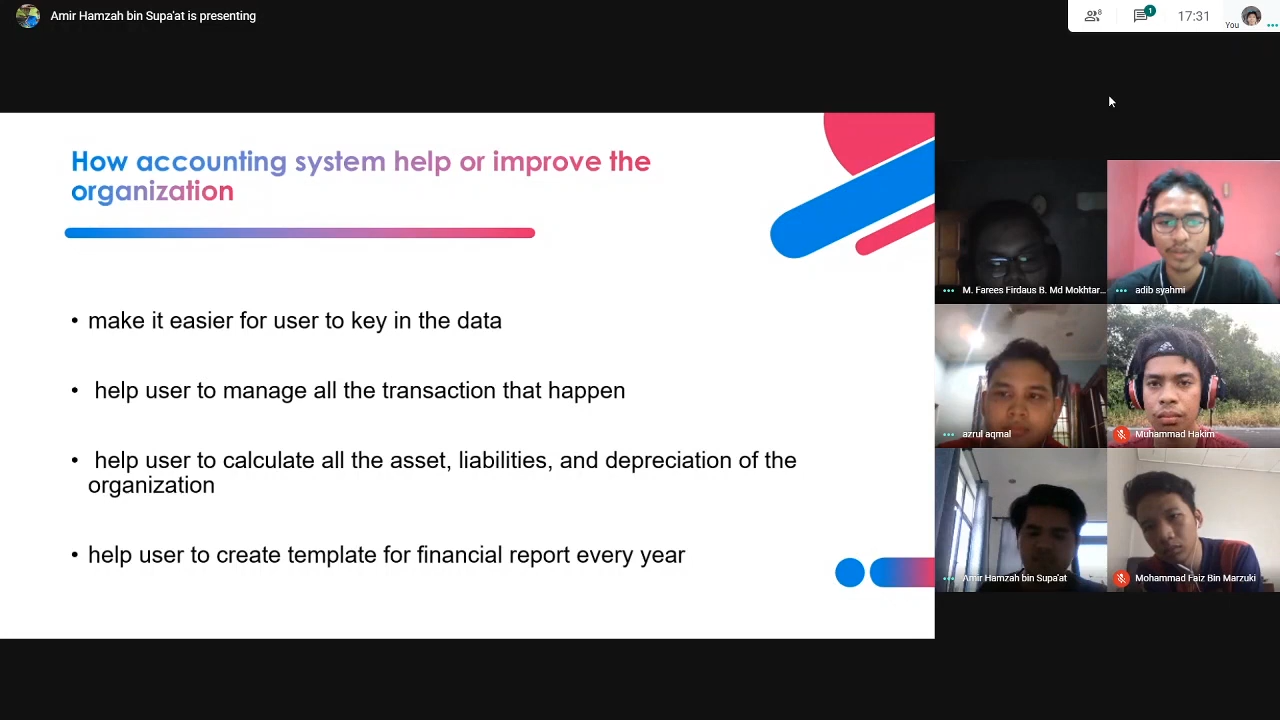 Amir Hamzah bin Supa'at is presenting
8
1
17:31
You
How accounting system help or improve the
organization
• make it easier for user to key in the data
• help user to manage all the transaction that happen
• help user to calculate all the asset, liabilities, and depreciation of the
organization
• help user to create template for financial report every year
M. Farees Firdaus B. Md Mokhtar...
adib syahmi
azrul aqmal
Muhammad Hakim
Amir Hamzah bin Supa'at
Mohammad Faiz Bin Marzuki